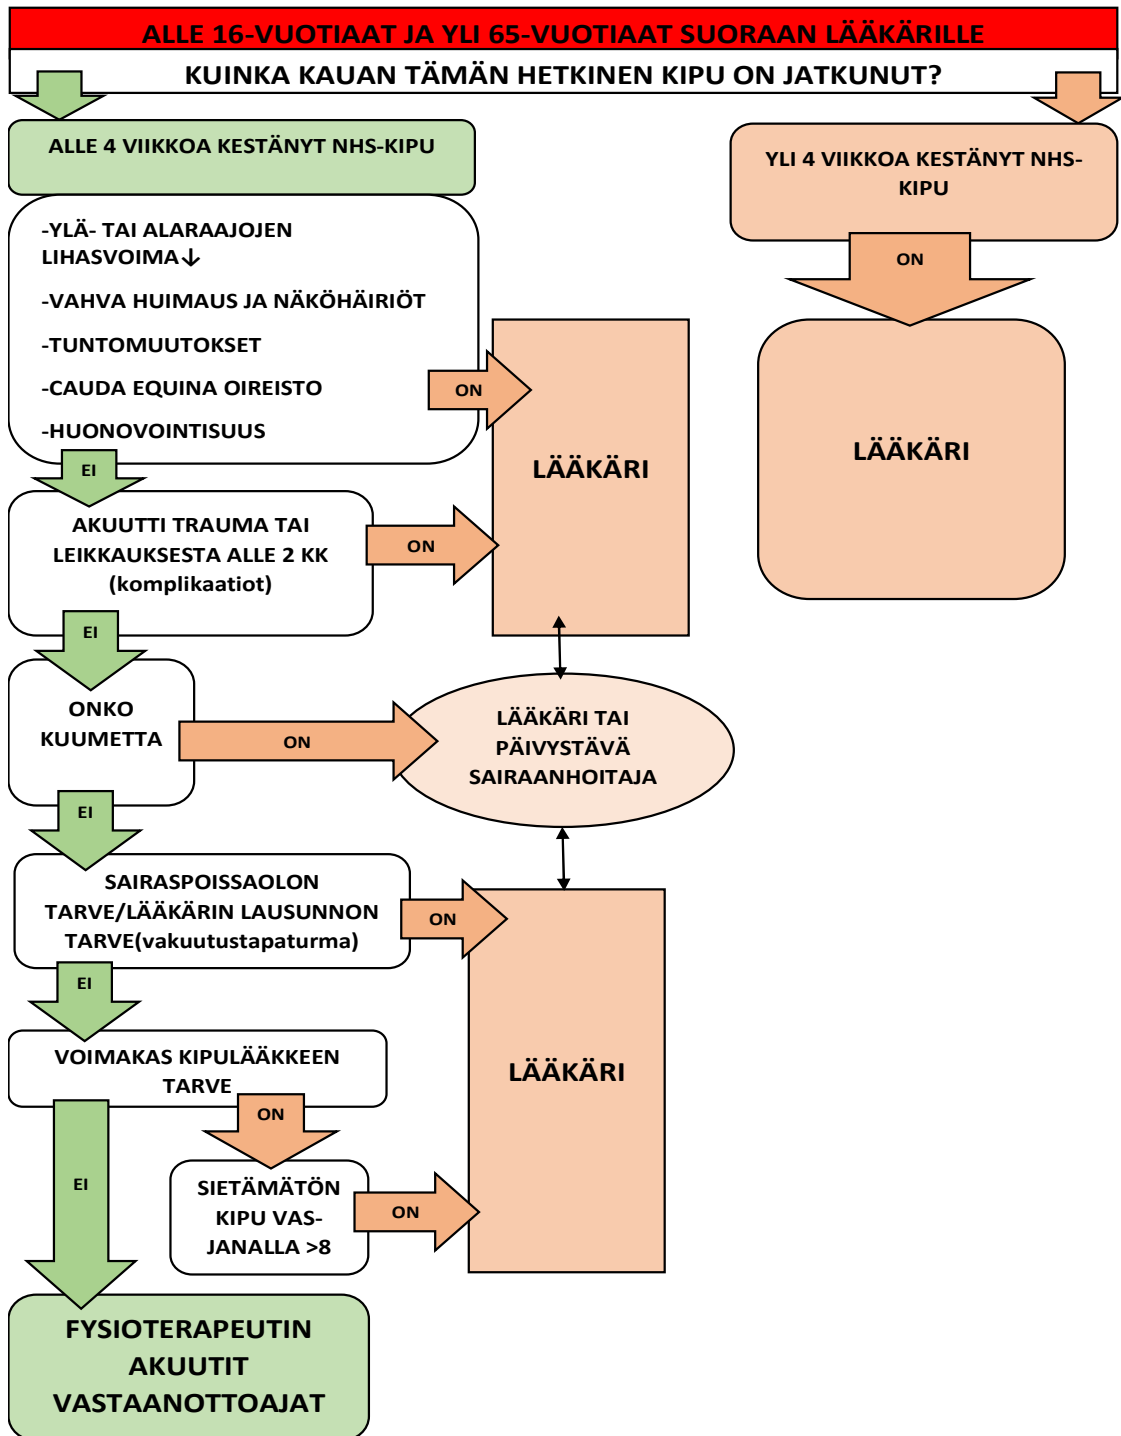 ALLE 16-VUOTIAAT JA YLI 65-VUOTIAAT SUORAAN LÄÄKÄRILLE
KUINKA KAUAN TÄMÄN HETKINEN KIPU ON JATKUNUT?
ALLE 4 VIIKKOA KESTÄNYT NHS-KIPU
YLI 4 VIIKKOA KESTÄNYT NHS-
KIPU
ON
LÄÄKÄRI
-YLÄ- TAI ALARAAJOJEN
LIHASVOIMA↓
-VAHVA HUIMAUS JA NÄKÖHÄIRIÖT
-TUNTOMUUTOKSET
-CAUDA EQUINA OIREISTO
-HUONOVOINTISUUS
ON
LÄÄKÄRI
EI
AKUUTTI TRAUMA TAI
LEIKKAUKSESTA ALLE 2 KK
(komplikaatiot)
ON
EI
ONKO
KUUMETTA
ON
LÄÄKÄRI TAI
PÄIVYSTÄVÄ
SAIRAANHOITAJA
EI
SAIRASPOISSAOLON
TARVE/LÄÄKÄRIN LAUSUNNON
TARVE(vakuutustapaturma)
ON
LÄÄKÄRI
EI
VOIMAKAS KIPULÄÄKKEEN
TARVE
ON
EI
SIETÄMÄTÖN
KIPU VAS-
JANALLA >8
ON
FYSIOTERAPEUTIN
AKUUTIT
VASTAANOTTOAJAT